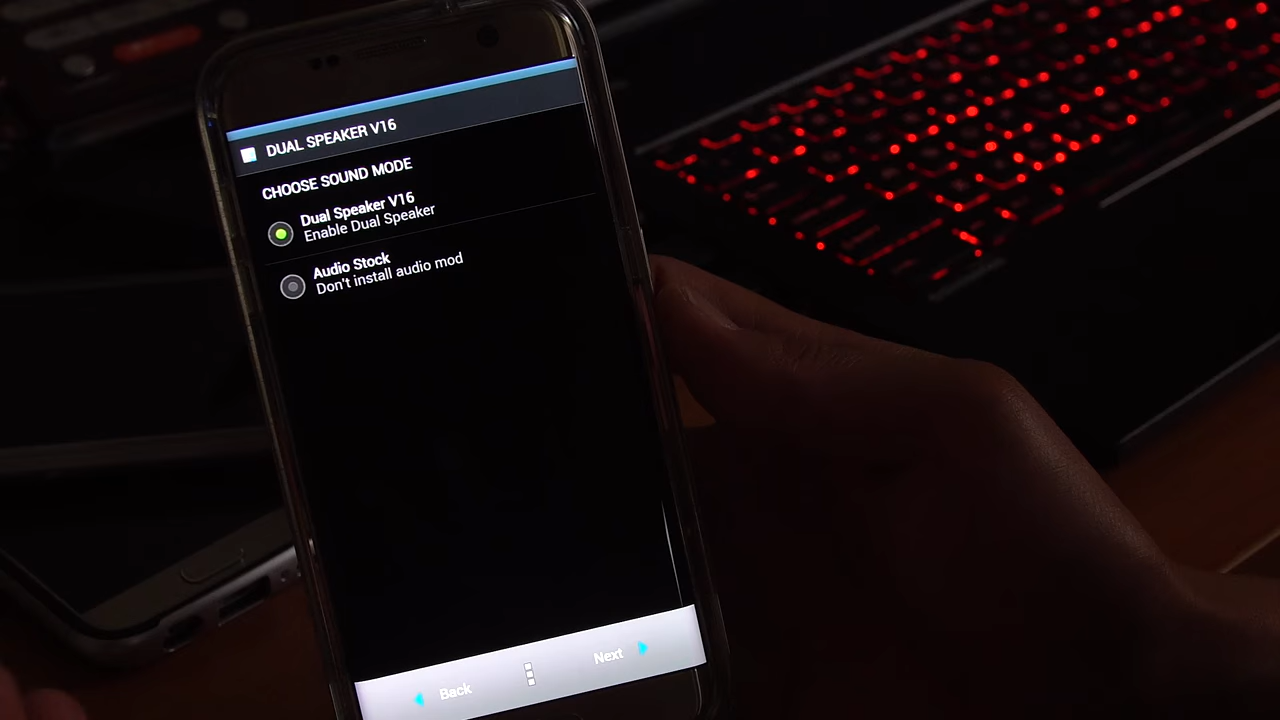 DUAL SPEAKER V16
CHOOSE SOUND MODE
Dual Speaker V16
Enable Dual Speaker
Audio Stock
Don't install audio mod
Back
Next